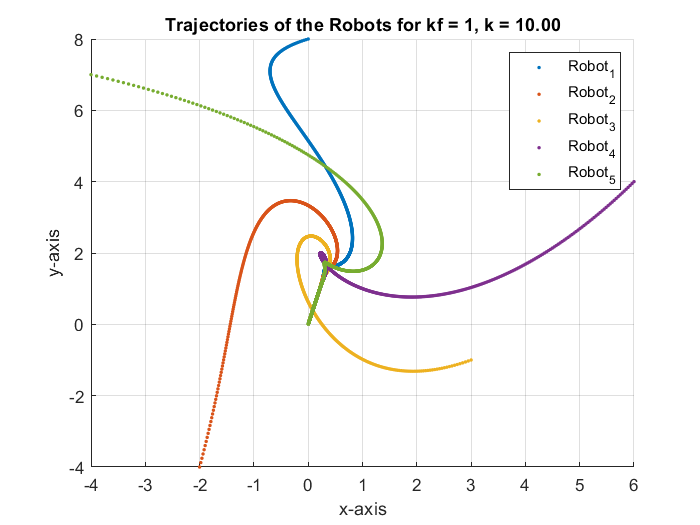 Trajectories of the Robots for kf = 1, k = 10.00
8
6
4
2
0
-2
-4
y-axis
-4 -3 -2 -1 0 1 2 3 4 5 6
x-axis
Robot1
Robot2
Robot3
Robot4
Robot5